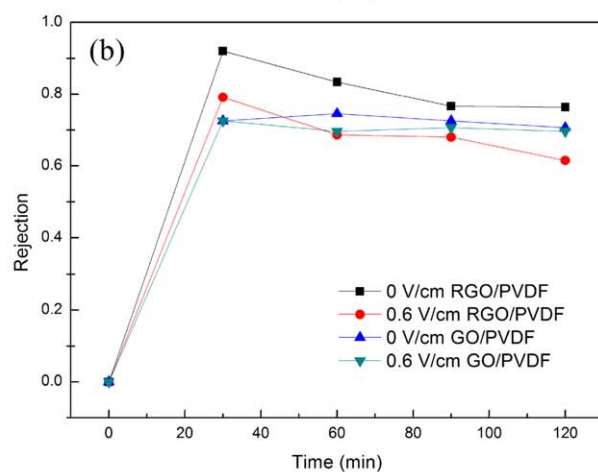 (b)
1.0
0.8
0.6
0.4
0.2
0.0
Rejection
0 V/cm RGO/PVDF
0.6 V/cm RGO/PVDF
0 V/cm GO/PVDF
0.6 V/cm GO/PVDF
0 20 40 60 80 100 120
Time (min)